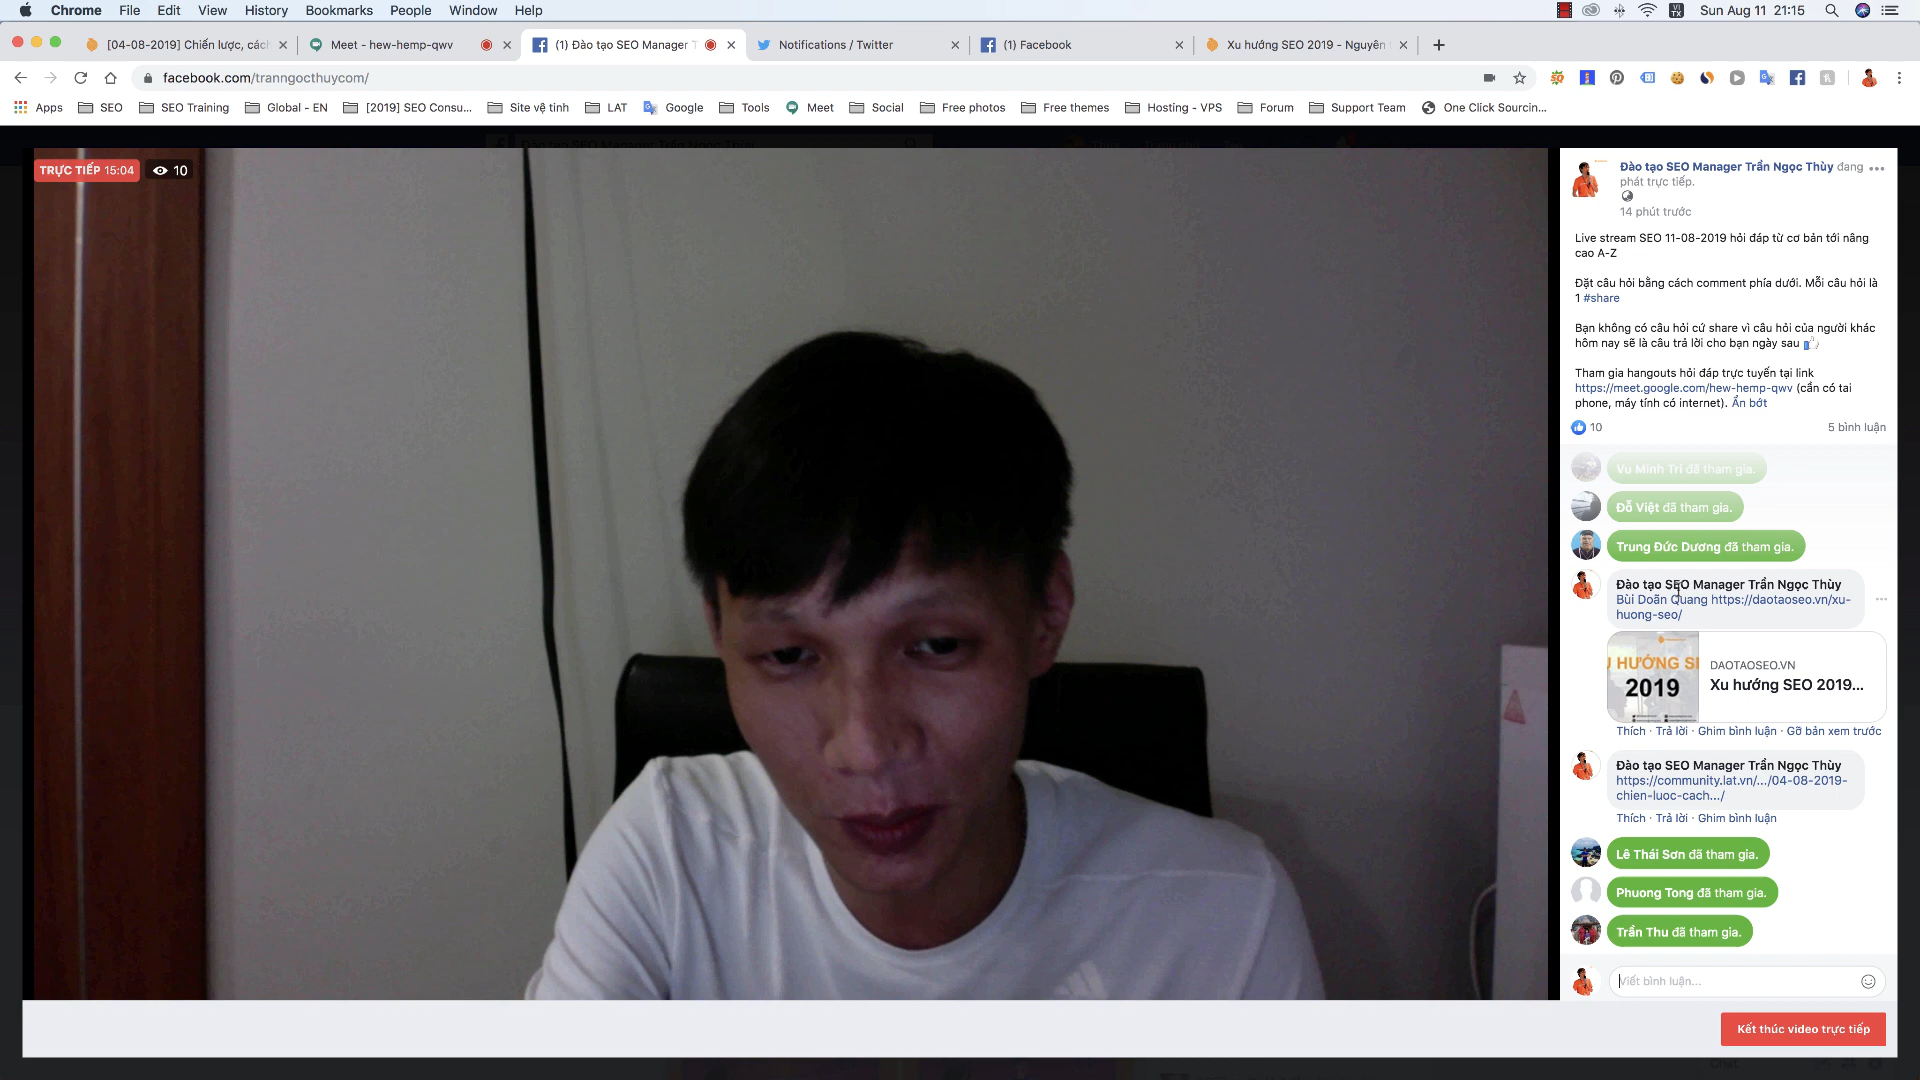 Chrome File Edit View History Bookmarks People Window Help
VI TX Sun Aug 11 21:15
[04-08-2019] Chiến lược, các
Meet - hew-hemp-qwv
(1) Đào tạo SEO Manager T
Notifications / Twitter
(1) Facebook
Xu hướng SEO 2019 - Nguyên
facebook.com/tranngocthuycom/
Apps SEO SEO Training Global - EN [2019] SEO Consu... Site vệ tinh LAT Google Tools Meet Social Free photos Free themes Hosting - VPS Forum Support Team One Click Sourcin...
TRỰC TIẾP 15:04 10
Đào tạo SEO Manager Trần Ngọc Thùy đang
phát trực tiếp.
14 phút trước
Live stream SEO 11-08-2019 hỏi đáp từ cơ bản tới nâng
cao A-Z
Đặt câu hỏi bằng cách comment phía dưới. Mỗi câu hỏi là
1 #share
Bạn không có câu hỏi cứ share vì câu hỏi của người khác
hôm nay sẽ là câu trả lời cho bạn ngày sau
Tham gia hangouts hỏi đáp trực tuyến tại link
https://meet.google.com/hew-hemp-qwv (cần có tai
phone, máy tính có internet). Ẩn bớt
10 5 bình luận
Vu Minh Tri đã tham gia.
Đỗ Việt đã tham gia.
Trung Đức Dương đã tham gia.
Đào tạo SEO Manager Trần Ngọc Thùy
Bùi Doãn Quang https://daotaoseo.vn/xu-
huong-seo/
U HƯỚNG SI
2019
DAOTAOSEO.VN
Xu hướng SEO 2019...
Thích · Trả lời · Ghim bình luận · Gỡ bản xem trước
Đào tạo SEO Manager Trần Ngọc Thùy
https://community.lat.vn/.../04-08-2019-
chien-luoc-cach.../
Thích · Trả lời · Ghim bình luận
Lê Thái Sơn đã tham gia.
Phuong Tong đã tham gia.
Trần Thu đã tham gia.
Viết bình luận...
Kết thúc video trực tiếp